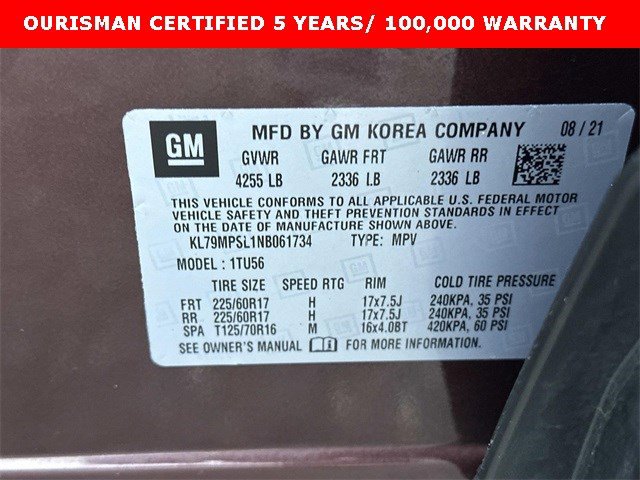 OURISMAN CERTIFIED 5 YEARS/ 100,000 WARRANTY
GM MFD BY GM KOREA COMPANY 08/21
GVWR GAWR FRT GAWR RR
4255 LB 2336 LB 2336 LB
THIS VEHICLE CONFORMS TO ALL APPLICABLE U.S. FEDERAL MOTOR
VEHICLE SAFETY AND THEFT PREVENTION STANDARDS IN EFFECT
ON THE DATE OF MANUFACTURE SHOWN ABOVE.
KL79MPSL1NB061734 TYPE: MPV
MODEL: 1TU56
TIRE SIZE SPEED RTG RIM COLD TIRE PRESSURE
FRT 225/60R17 H 17x7.5J 240KPA, 35 PSI
RR 225/60R17 H 17x7.5J 240KPA, 35 PSI
SPA T125/70R16 M 16x4.0BT 420KPA, 60 PSI
SEE OWNER'S MANUAL FOR MORE INFORMATION.